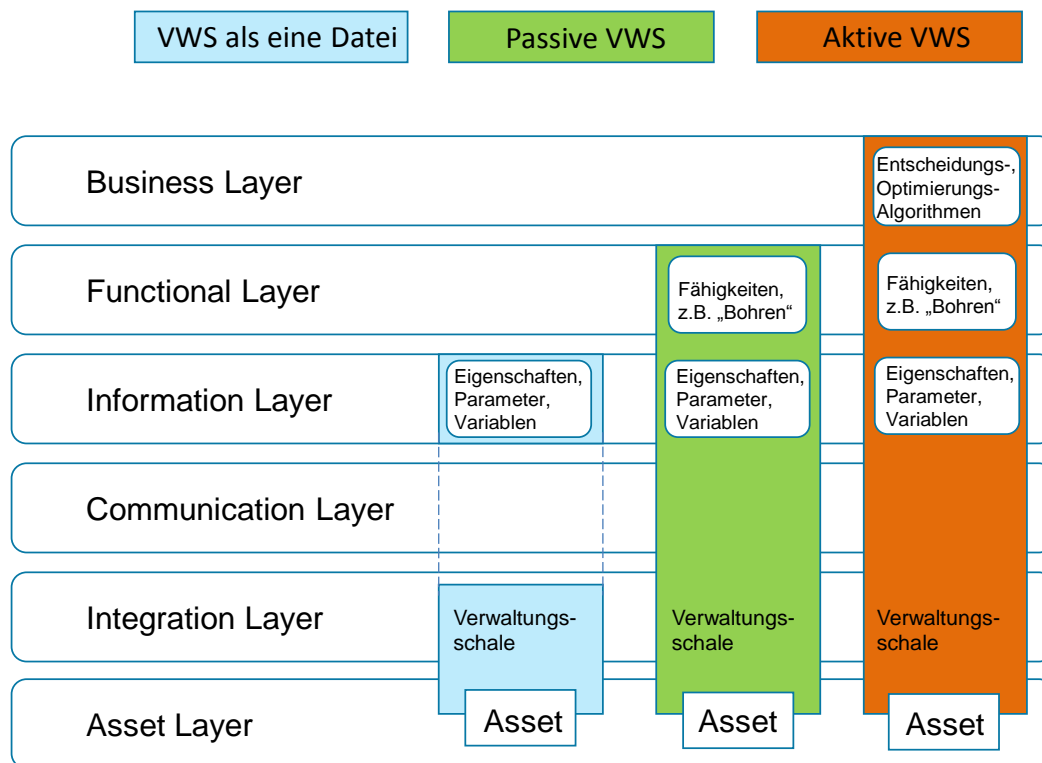 VWS als eine Datei
Passive VWS
Aktive VWS
Business Layer
Entscheidungs-,
Optimierungs-
Algorithmen
Functional Layer
Fähigkeiten,
z.B. „Bohren“
Fähigkeiten,
z.B. „Bohren“
Information Layer
Eigenschaften,
Parameter,
Variablen
Eigenschaften,
Parameter,
Variablen
Eigenschaften,
Parameter,
Variablen
Communication Layer
Integration Layer
Verwaltungs-
schale
Verwaltungs-
schale
Verwaltungs-
schale
Asset Layer
Asset
Asset
Asset